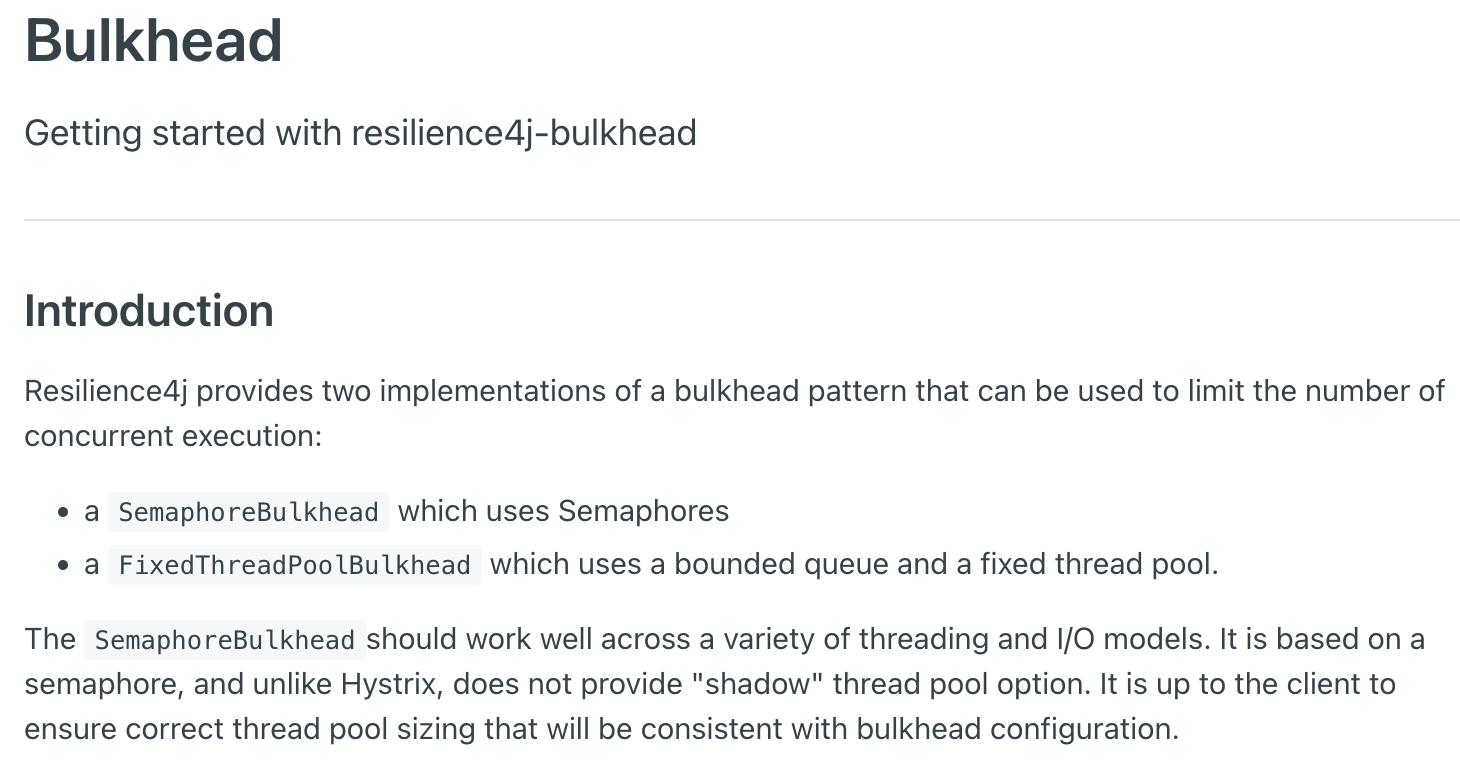 Bulkhead
Getting started with resilience4j-bulkhead
Introduction
Resilience4j provides two implementations of a bulkhead pattern that can be used to limit the number of
concurrent execution:
• a SemaphoreBulkhead which uses Semaphores
• a FixedThreadPoolBulkhead which uses a bounded queue and a fixed thread pool.
The SemaphoreBulkhead should work well across a variety of threading and I/O models. It is based on a
semaphore, and unlike Hystrix, does not provide "shadow" thread pool option. It is up to the client to
ensure correct thread pool sizing that will be consistent with bulkhead configuration.